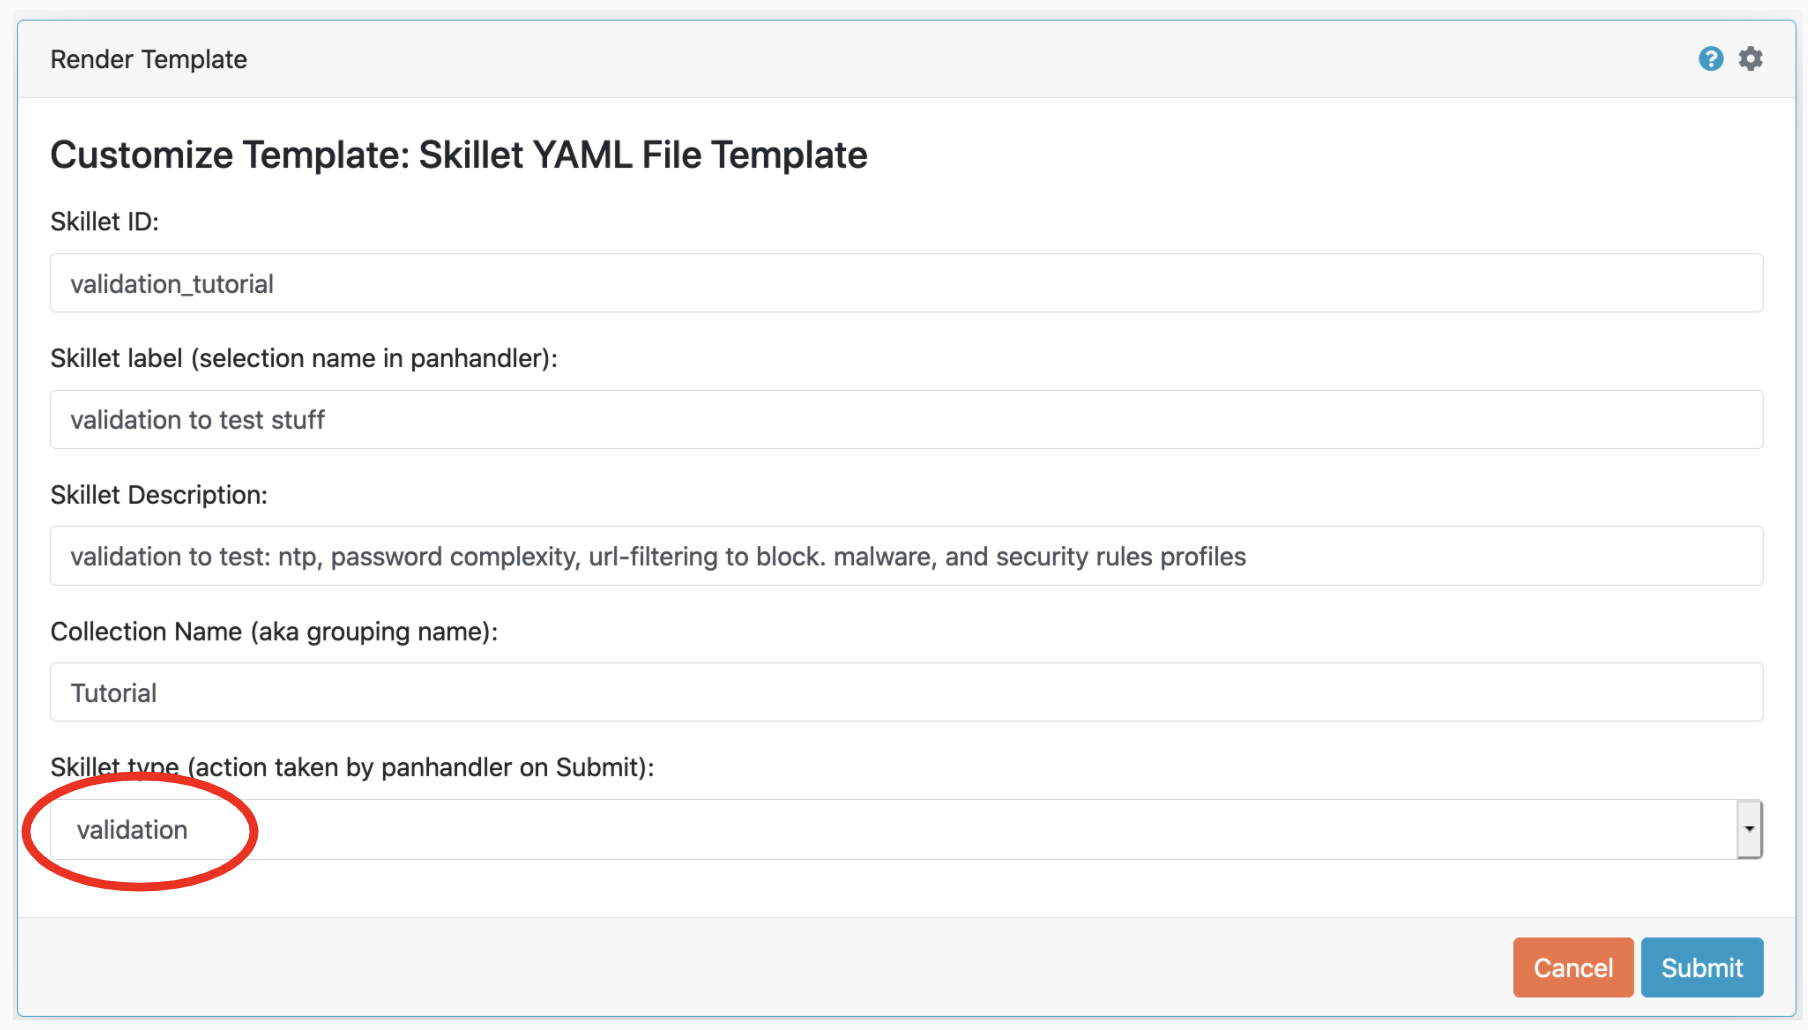 Render Template
?
Customize Template: Skillet YAML File Template
Skillet ID:
validation_tutorial
Skillet label (selection name in panhandler):
validation to test stuff
Skillet Description:
validation to test: ntp, password complexity, url-filtering to block. malware, and security rules profiles
Collection Name (aka grouping name):
Tutorial
Skillet type (action taken by panhandler on Submit):
validation
Cancel Submit